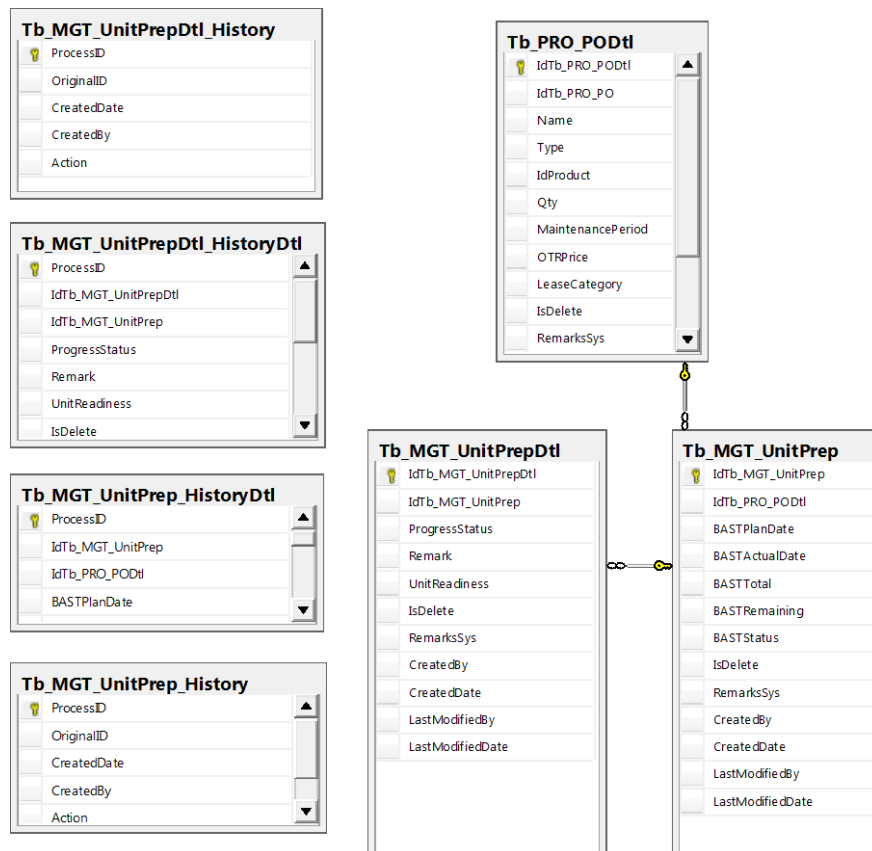 Tb_MGT_UnitPrepDtl_History
ProcessID
OriginalID
CreatedDate
CreatedBy
Action
Tb_MGT_UnitPrepDtl_HistoryDtl
ProcessID
IdTb_MGT_UnitPrepDtl
IdTb_MGT_UnitPrep
ProgressStatus
Remark
UnitReadiness
IsDelete
Tb_MGT_UnitPrep_HistoryDtl
ProcessID
IdTb_MGT_UnitPrep
IdTb_PRO_PODtl
BASTPlanDate
Tb_MGT_UnitPrep_History
ProcessID
OriginalID
CreatedDate
CreatedBy
Action
Tb_PRO_PODtl
IdTb_PRO_PODtl
IdTb_PRO_PO
Name
Type
IdProduct
Qty
MaintenancePeriod
OTRPrice
LeaseCategory
IsDelete
RemarksSys
Tb_MGT_UnitPrepDtl
IdTb_MGT_UnitPrepDtl
IdTb_MGT_UnitPrep
ProgressStatus
Remark
UnitReadiness
IsDelete
RemarksSys
CreatedBy
CreatedDate
LastModifiedBy
LastModifiedDate
Tb_MGT_UnitPrep
IdTb_MGT_UnitPrep
IdTb_PRO_PODtl
BASTPlanDate
BASTActualDate
BASTTotal
BASTRemaining
BASTStatus
IsDelete
RemarksSys
CreatedBy
CreatedDate
LastModifiedBy
LastModifiedDate